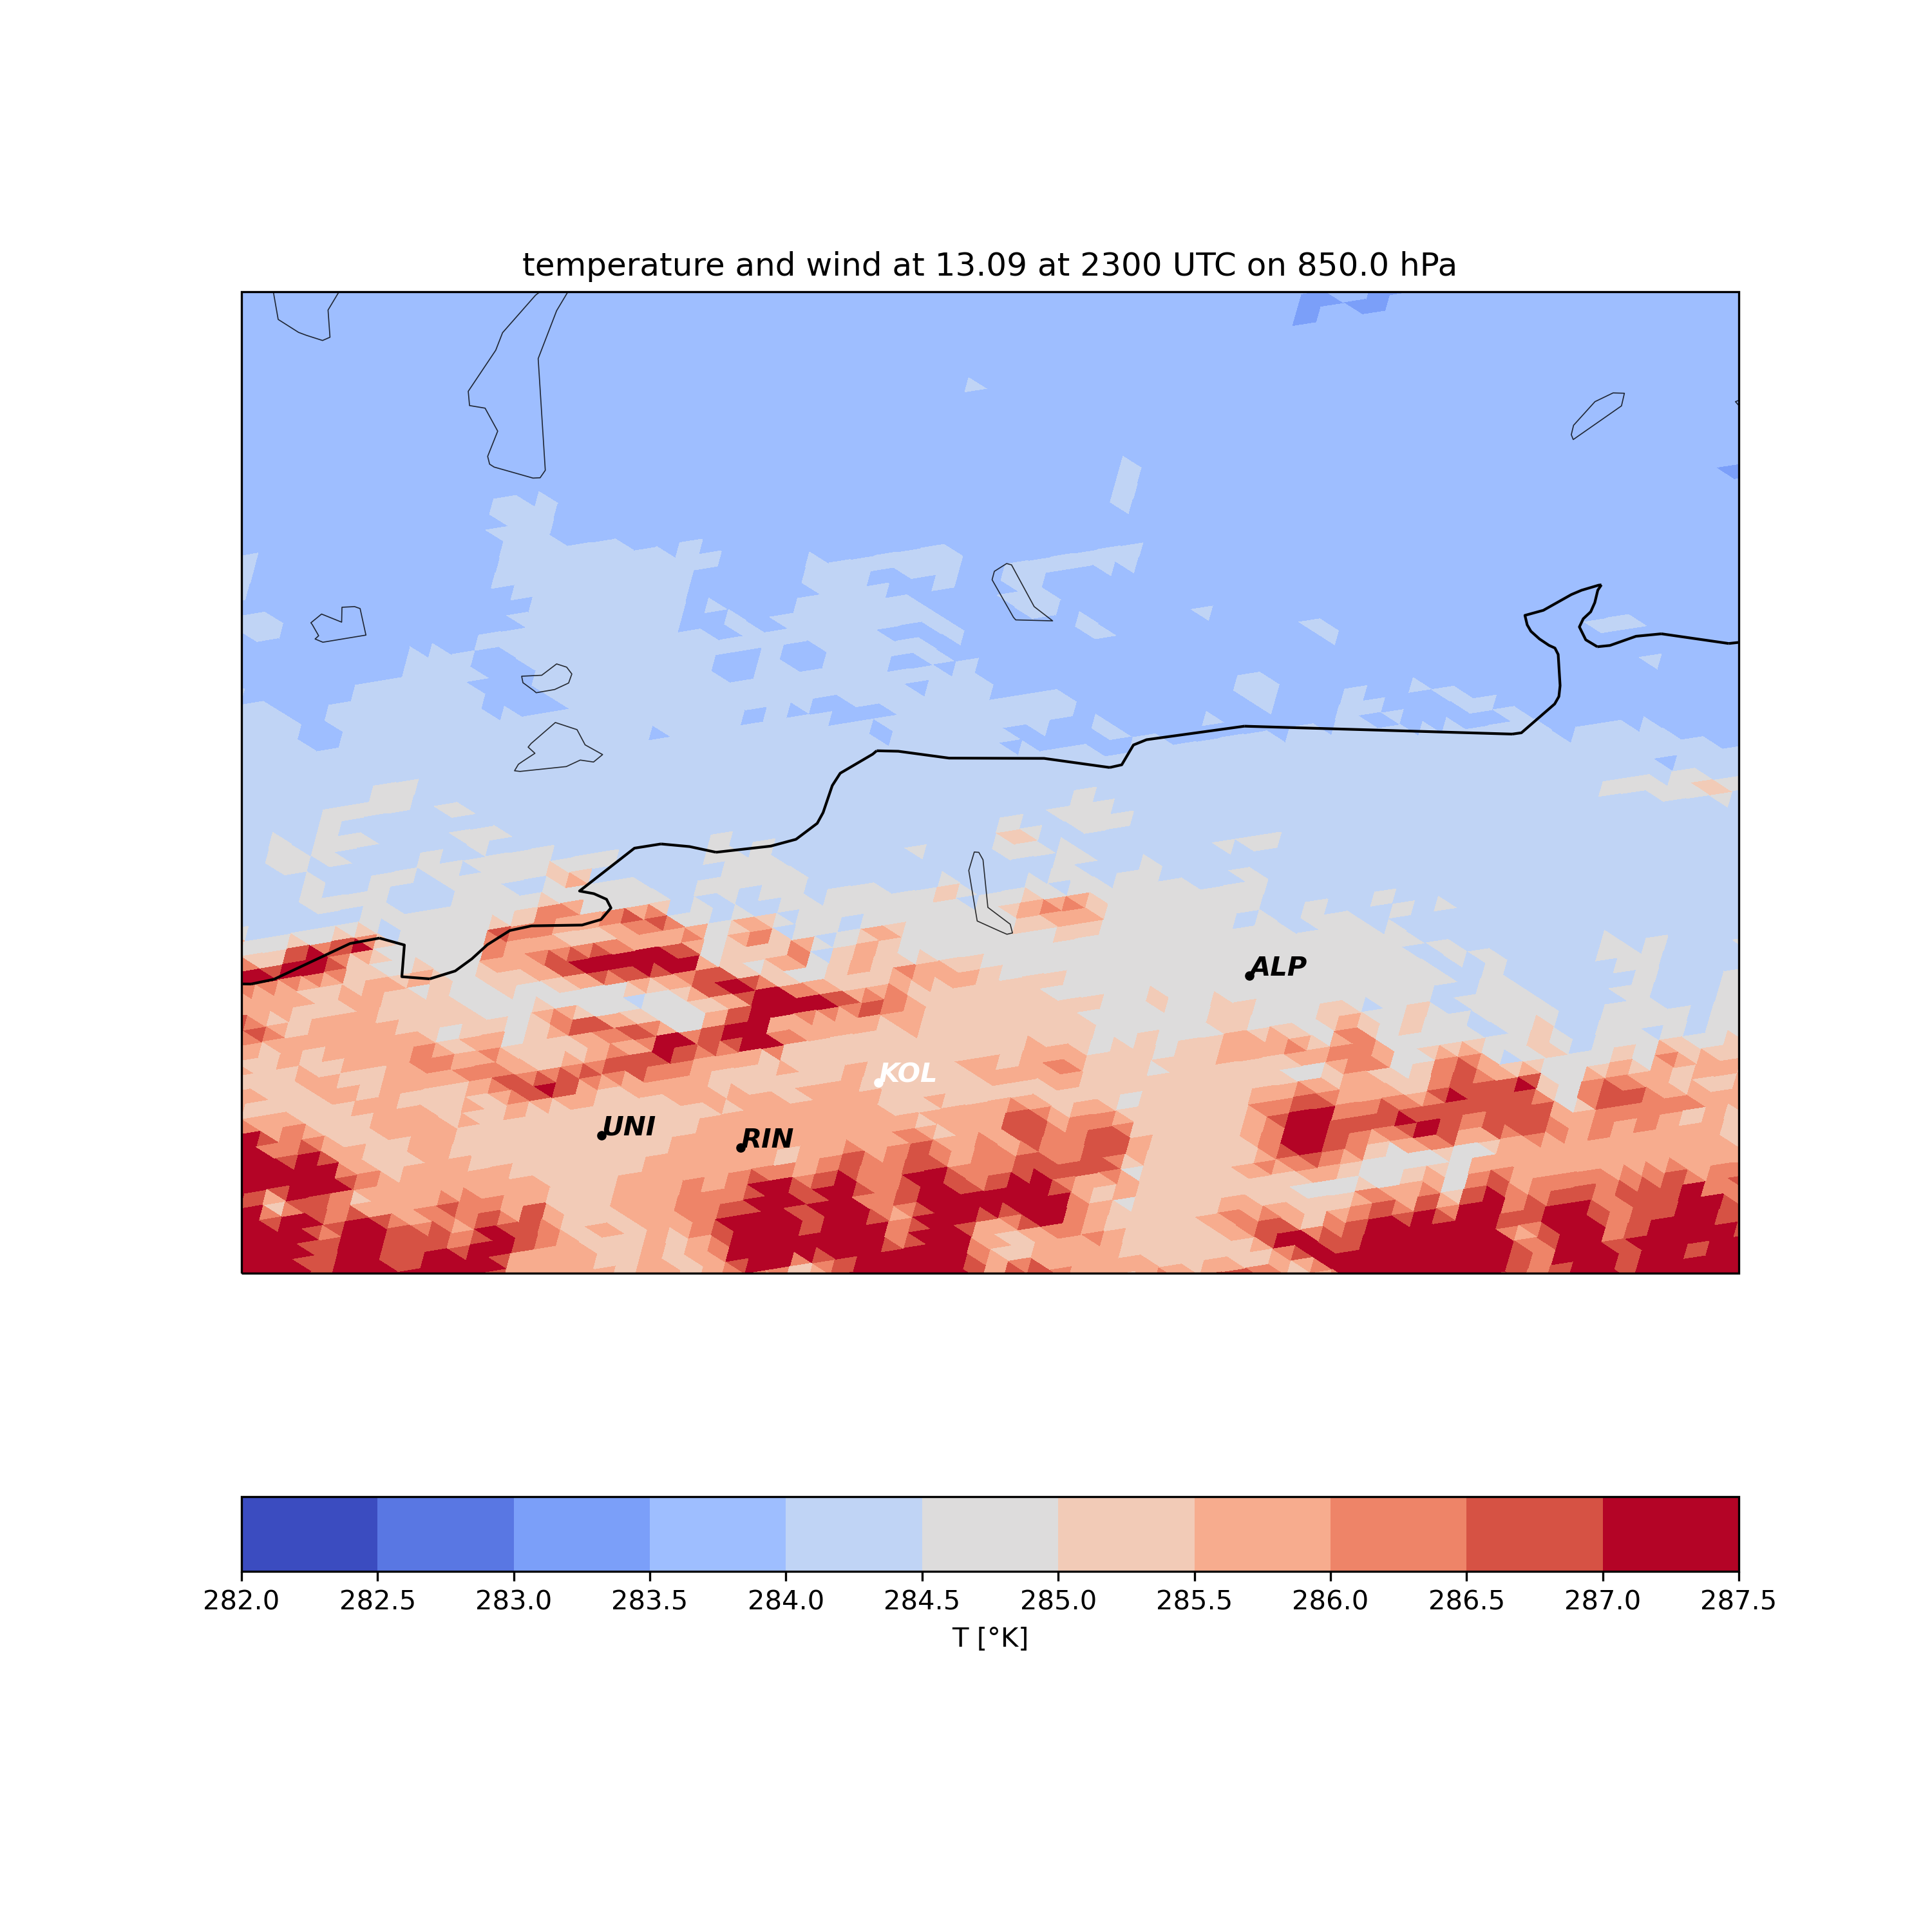 temperature and wind at 13.09 at 2300 UTC on 850.0 hPa
ALP
KOL
UNI
RIN
282.0 282.5 283.0 283.5 284.0 284.5 285.0 285.5 286.0 286.5 287.0 287.5
T [°K]